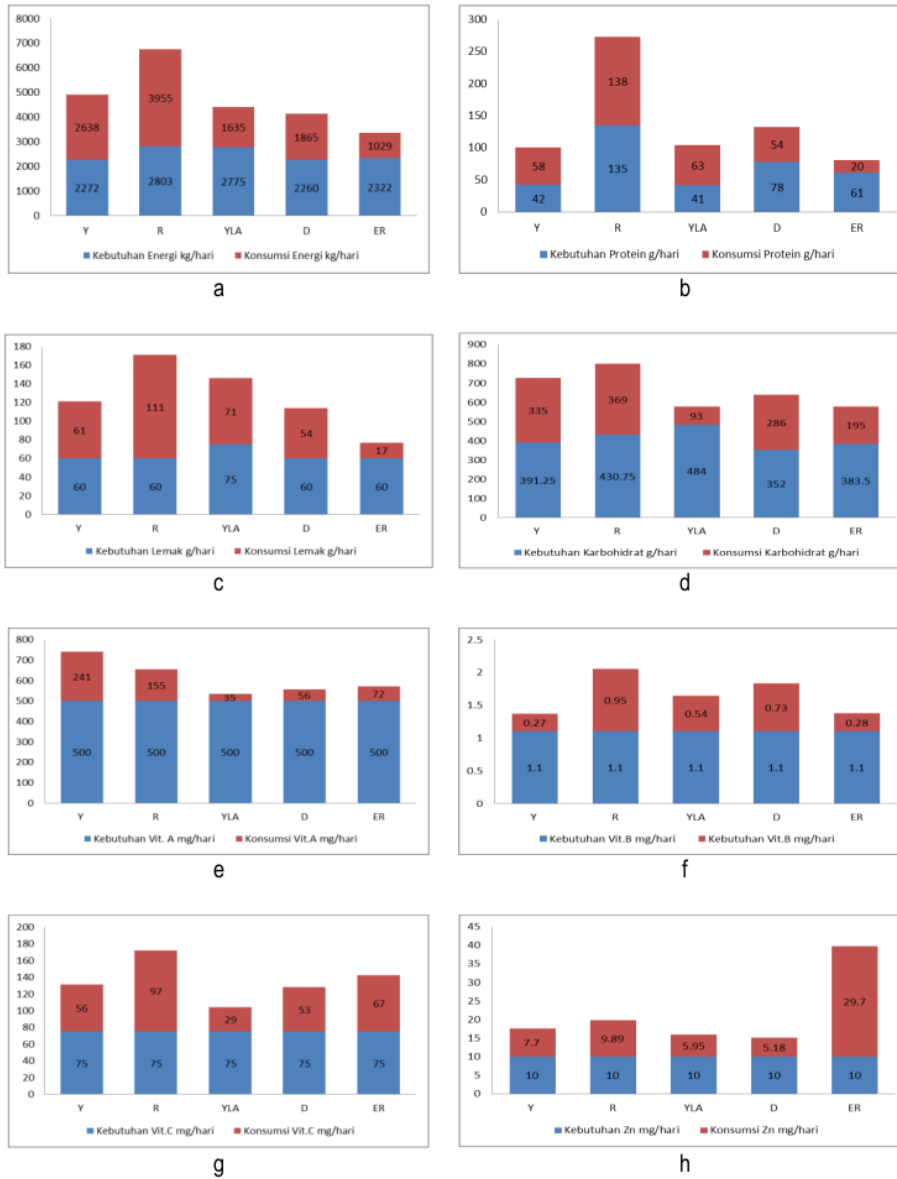 8000
7000
6000
5000
4000
3000
2000
1000
0
2638 3955 1635 1865 1029
2272 2803 2775 2260 2322
Y R YLA D ER
Kebutuhan Energi kg/hari Konsumsi Energi kg/hari
a
300
250
200
150
100
50
0
58 138 63 54 20
42 135 41 78 61
Y R YLA D ER
Kebutuhan Protein g/hari Konsumsi Protein g/hari
b
180
160
140
120
100
80
60
40
20
0
61 111 71 54 17
60 60 75 60 60
Y R YLA D ER
Kebutuhan Lemak g/hari Konsumsi Lemak g/hari
c
900
800
700
600
500
400
300
200
100
0
335 369 93 286 195
391.25 430.75 484 352 383.5
Y R YLA D ER
Kebutuhan Karbohidrat g/hari Konsumsi Karbohidrat g/hari
d
800
700
600
500
400
300
200
100
0
241 155 35 56 72
500 500 500 500 500
Y R YLA D ER
Kebutuhan Vit. A mg/hari Konsumsi Vit.A mg/hari
e
2.5
2
1.5
1
0.5
0
0.27 0.95 0.54 0.73 0.28
1.1 1.1 1.1 1.1 1.1
Y R YLA D ER
Kebutuhan Vit.B mg/hari Kebutuhan Vit.B mg/hari
f
200
180
160
140
120
100
80
60
40
20
0
56 97 29 53 67
75 75 75 75 75
Y R YLA D ER
Kebutuhan Vit.C mg/hari Konsumsi Vit.C mg/hari
g
45
40
35
30
25
20
15
10
5
0
7.7 9.89 5.95 5.18 29.7
10 10 10 10 10
Y R YLA D ER
Kebutuhan Zn mg/hari Konsumsi Zn mg/hari
h